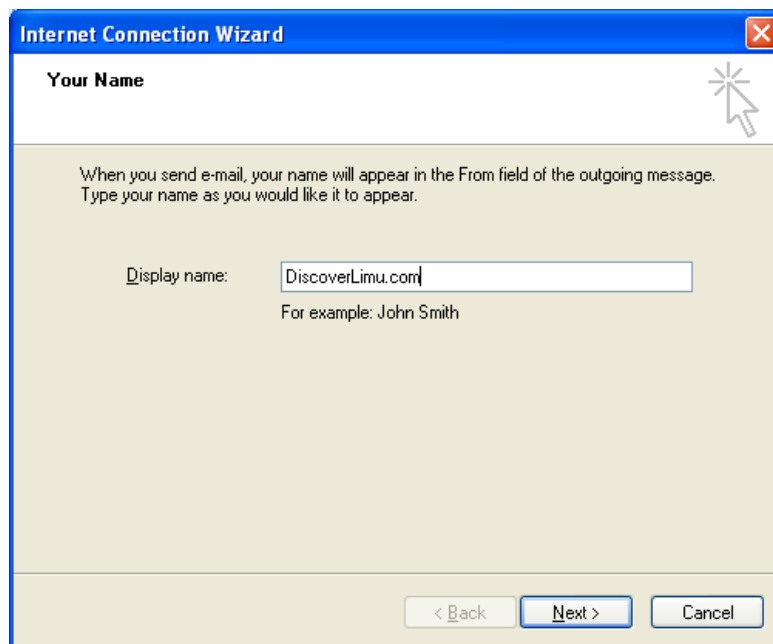 Internet Connection Wizard
Your Name
When you send e-mail, your name will appear in the From field of the outgoing message.
Type your name as you would like it to appear.
Display name: DiscoverLimu.com
For example: John Smith
< Back Next > Cancel